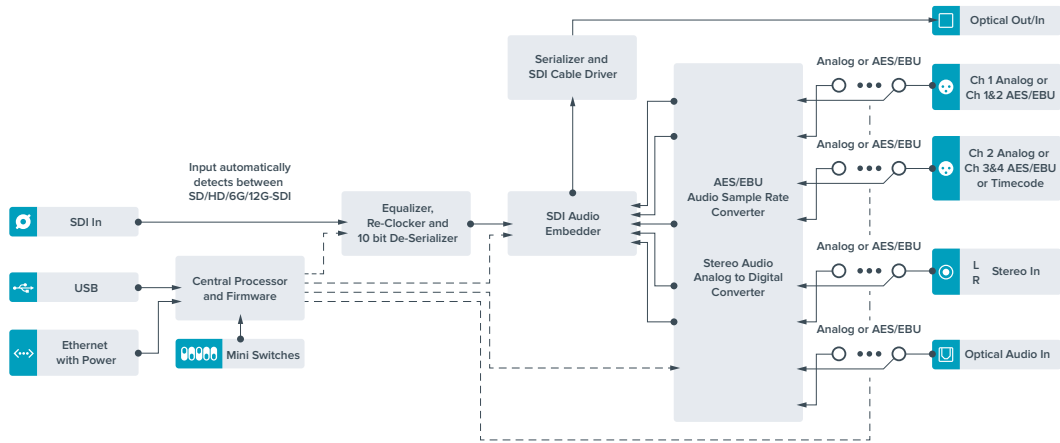 Optical Out/In
Serializer and
SDI Cable Driver
Analog or AES/EBU
Ch 1 Analog or
Ch 1&2 AES/EBU
Analog or AES/EBU
Ch 2 Analog or
Ch 3&4 AES/EBU
or Timecode
Input automatically
detects between
SD/HD/6G/12G-SDI
AES/EBU
Audio Sample Rate
Converter
SDI In
Equalizer,
Re-Clocker and
10 bit De-Serializer
SDI Audio
Embedder
Analog or AES/EBU
Stereo Audio
Analog to Digital
Converter
L
R
Stereo In
USB
Central Processor
and Firmware
Analog or AES/EBU
Ethernet
with Power
Mini Switches
Optical Audio In